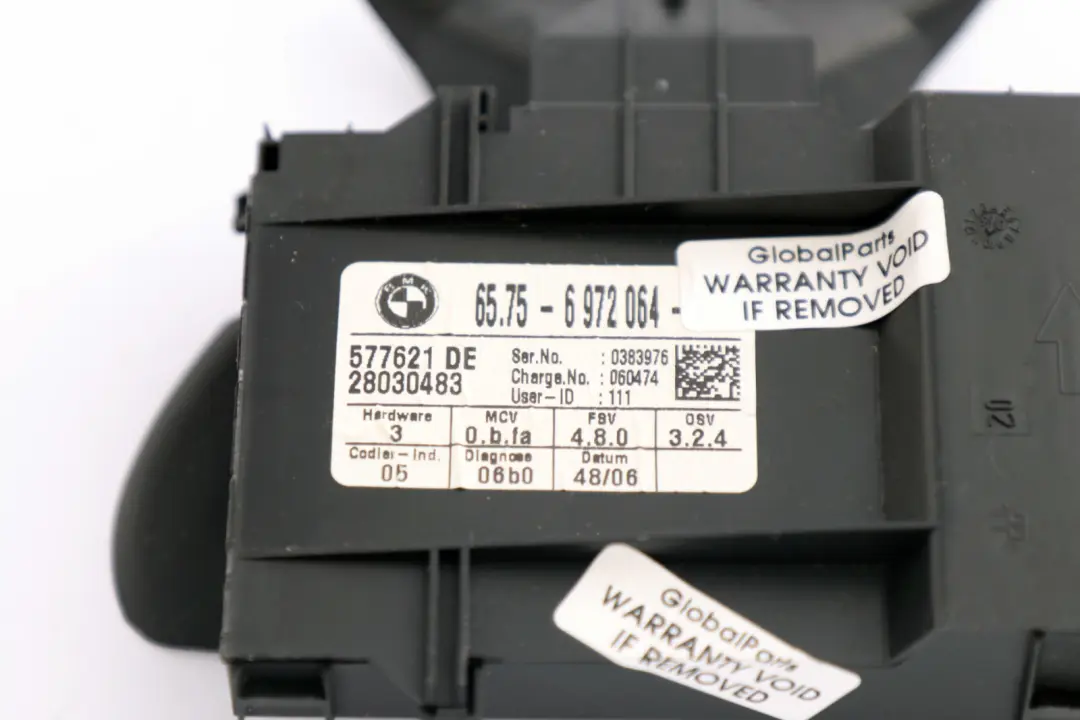 BMW
65.75 - 6 972 064 -
577621 DE
28030483
Ser.No. : 0383976
Charge.No. : 060474
User-ID : 111
Hardware MCV FSV OSV
3 0.b.fa 4.8.0 3.2.4
Codier-Ind. Diagnose Datum
05 06b0 48/06
GlobalParts
WARRANTY VOID
IF REMOVED
GlobalParts
WARRANTY VOID
IF REMOVED